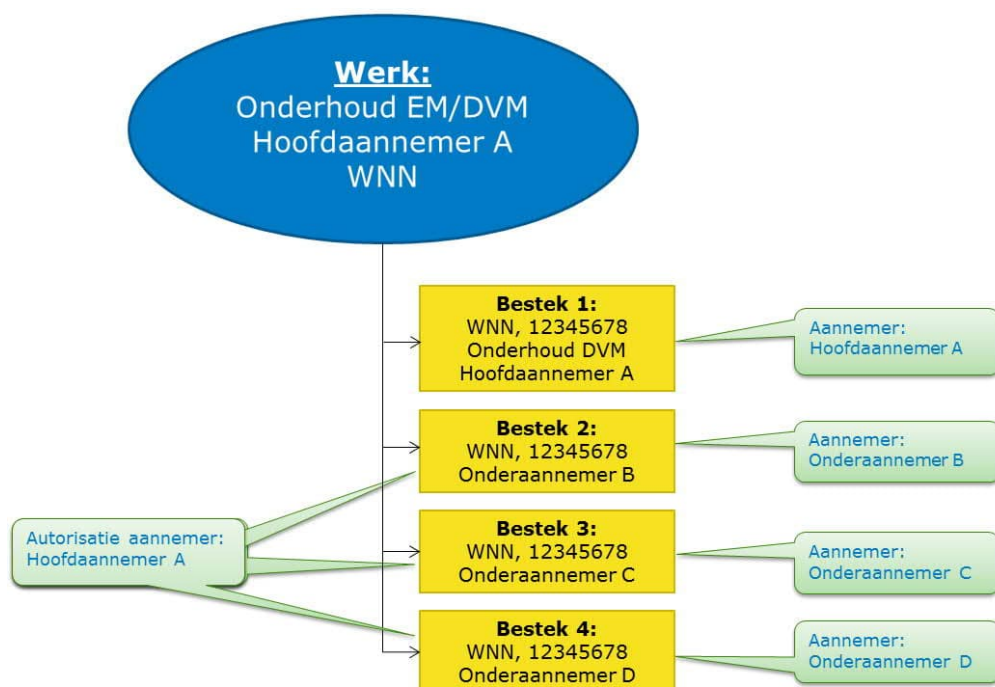 Werk:
Onderhoud EM/DVM
Hoofdaannemer A
WNN
Bestek 1:
WNN, 12345678
Onderhoud DVM
Hoofdaannemer A
Aannemer:
Hoofdaannemer A
Bestek 2:
WNN, 12345678
Onderaannemer B
Aannemer:
Onderaannemer B
Autorisatie aannemer:
Hoofdaannemer A
Bestek 3:
WNN, 12345678
Onderaannemer C
Aannemer:
Onderaannemer C
Bestek 4:
WNN, 12345678
Onderaannemer D
Aannemer:
Onderaannemer D